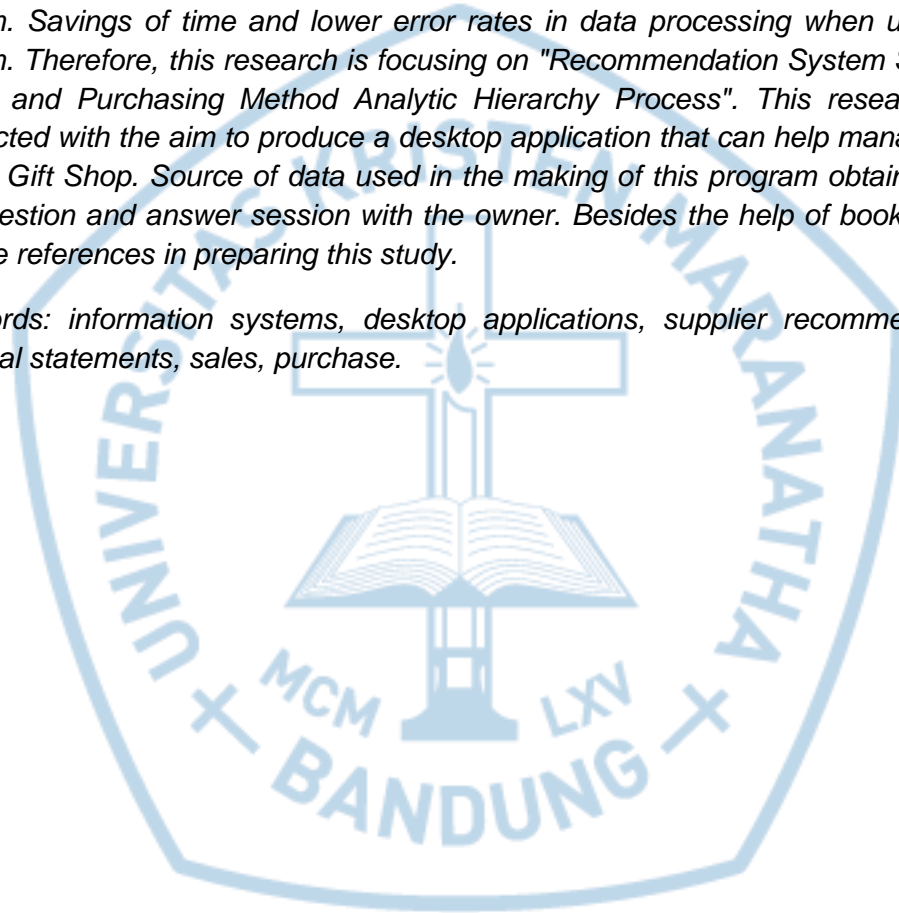 n. Savings of time and lower error rates in data processing when u
n. Therefore, this research is focusing on "Recommendation System S
and Purchasing Method Analytic Hierarchy Process". This resea
cted with the aim to produce a desktop application that can help mana
Gift Shop. Source of data used in the making of this program obtain
estion and answer session with the owner. Besides the help of book
e references in preparing this study.
rds: information systems, desktop applications, supplier recomme
al statements, sales, purchase.
UNIVERSITAS KRISTEN MARANATHA
MCM LXV
BANDUNG